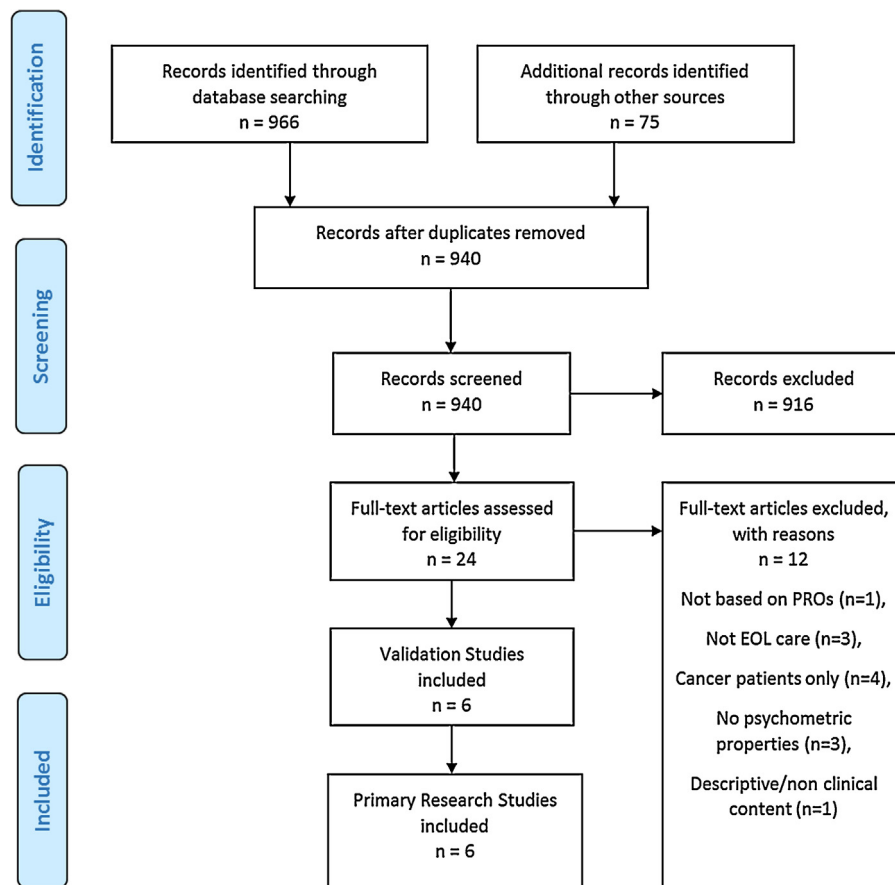 Identification
Records identified through
database searching
n = 966
Additional records identified
through other sources
n = 75
Records after duplicates removed
n = 940
Screening
Records screened
n = 940
Records excluded
n = 916
Eligibility
Full-text articles assessed
for eligibility
n = 24
Full-text articles excluded,
with reasons
n = 12
Not based on PROs (n=1),
Not EOL care (n=3),
Cancer patients only (n=4),
No psychometric
properties (n=3),
Descriptive/non clinical
content (n=1)
Validation Studies
included
n = 6
Included
Primary Research Studies
included
n = 6